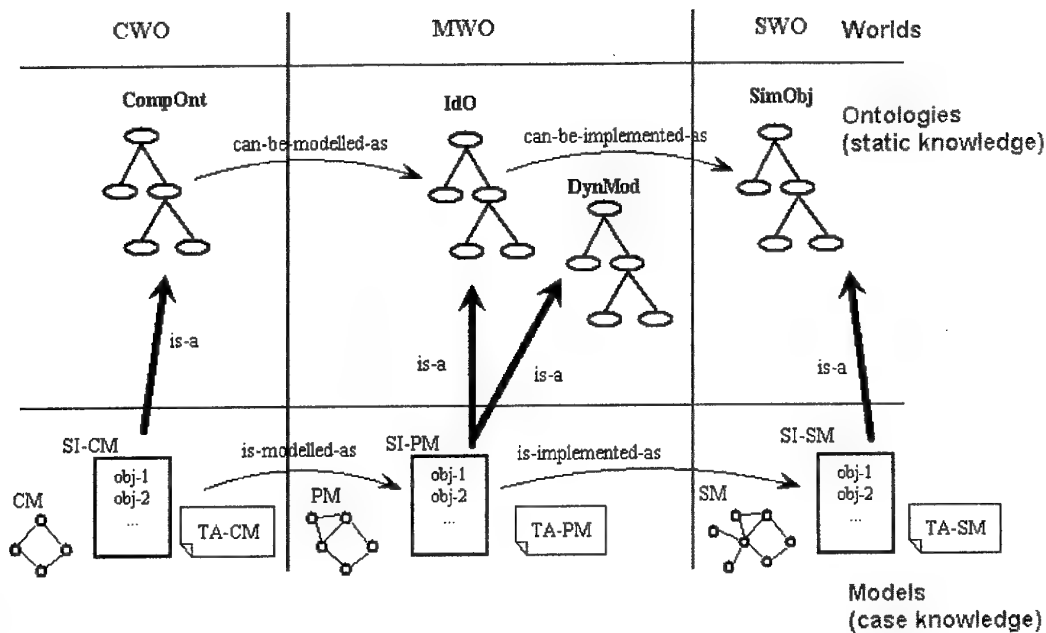 CWO
MWO
SWO
Worlds
CompOnt
IdO
SimObj
Ontologies
(static knowledge)
can-be-modelled-as
can-be-implemented-as
DynMod
is-a
is-a
is-a
is-a
SI-CM
is-modelled-as
SI-PM
is-implemented-as
SI-SM
obj-1
obj-2
...
obj-1
obj-2
...
obj-1
obj-2
...
CM
PM
SM
TA-CM
TA-PM
TA-SM
Models
(case knowledge)